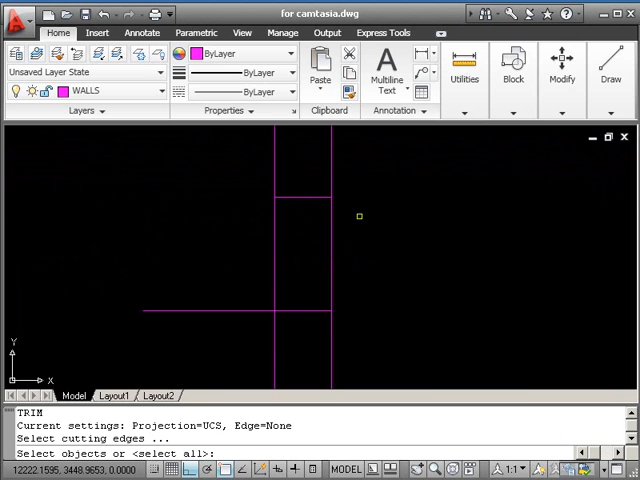 for camtasia.dwg
Home Insert Annotate Parametric View Manage Output Express Tools
Unsaved Layer State
WALLS
Layers
ByLayer
ByLayer
ByLayer
Properties
Paste
Clipboard
A
Multiline
Text
Annotation
Utilities
Block
Modify
Draw
Y
X
Model Layout1 Layout2
TRIM
Current settings: Projection=UCS, Edge=None
Select cutting edges ...
Select objects or <select all>:
12222.1595, 3448.9653, 0.0000 MODEL 1:1